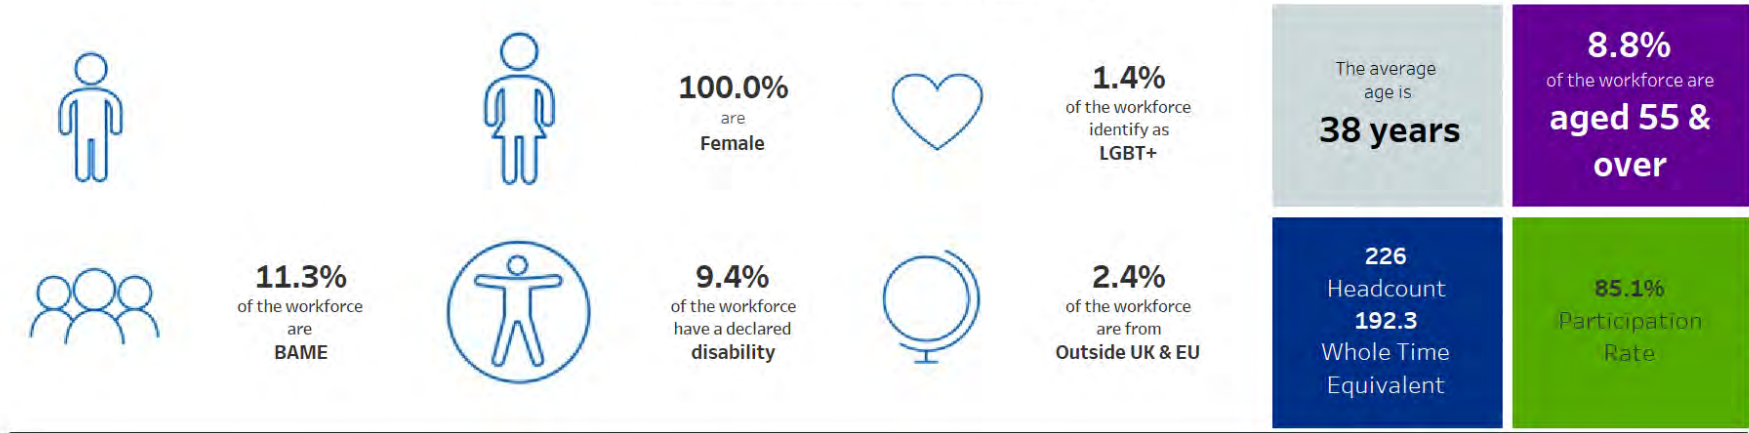 100.0%
are
Female
1.4%
of the workforce
identify as
LGBT+
The average
age is
38 years
8.8%
of the workforce are
aged 55 &
over
11.3%
of the workforce
are
BAME
9.4%
of the workforce
have a declared
disability
2.4%
of the workforce
are from
Outside UK & EU
226
Headcount
192.3
Whole Time
Equivalent
85.1%
Participation
Rate